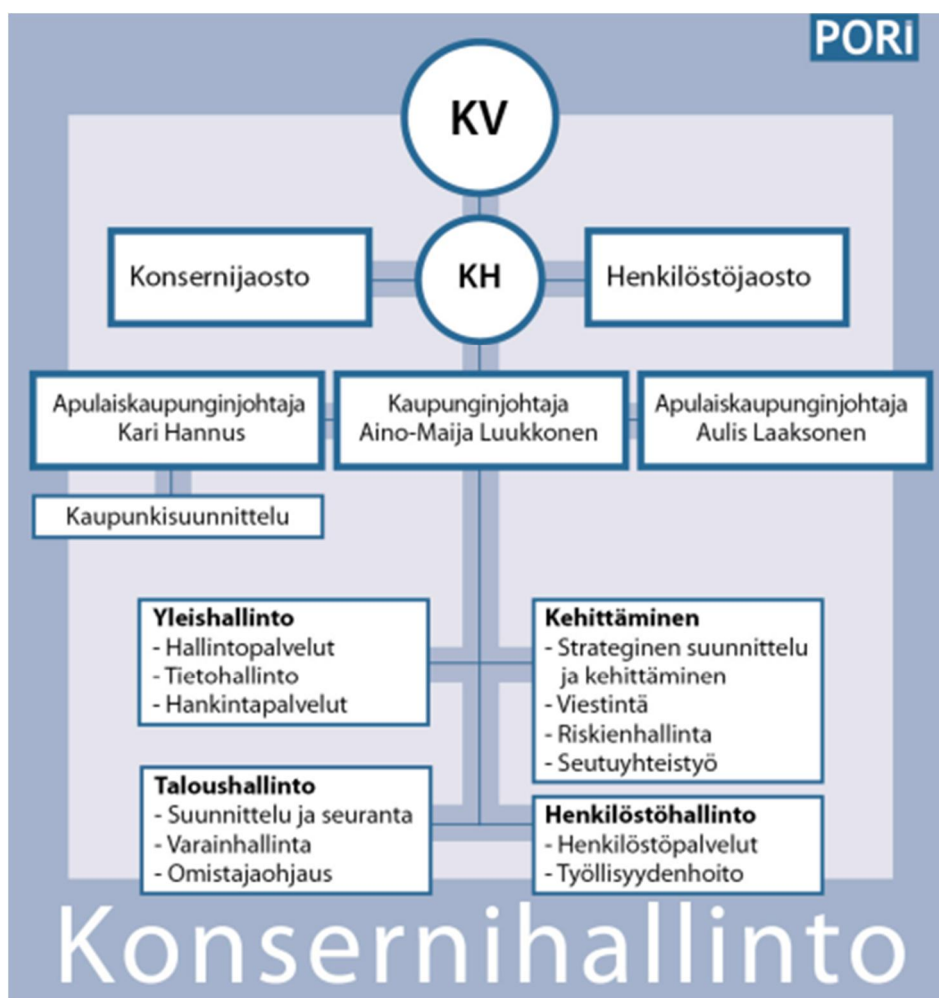 PORI
KV
Konsernijaosto
KH
Henkilöstöjaosto
Apulaiskaupunginjohtaja
Kari Hannus
Kaupunginjohtaja
Aino-Maija Luukkonen
Apulaiskaupunginjohtaja
Aulis Laaksonen
Kaupunkisuunnittelu
Yleishallinto
- Hallintopalvelut
- Tietohallinto
- Hankintapalvelut
Kehittäminen
- Strateginen suunnittelu
ja kehittäminen
- Viestintä
- Riskienhallinta
- Seutuyhteistyö
Taloushallinto
- Suunnittelu ja seuranta
- Varainhallinta
- Omistajaohjaus
Henkilöstöhallinto
- Henkilöstöpalvelut
- Työllisyydenhoito
Konsernihallinto